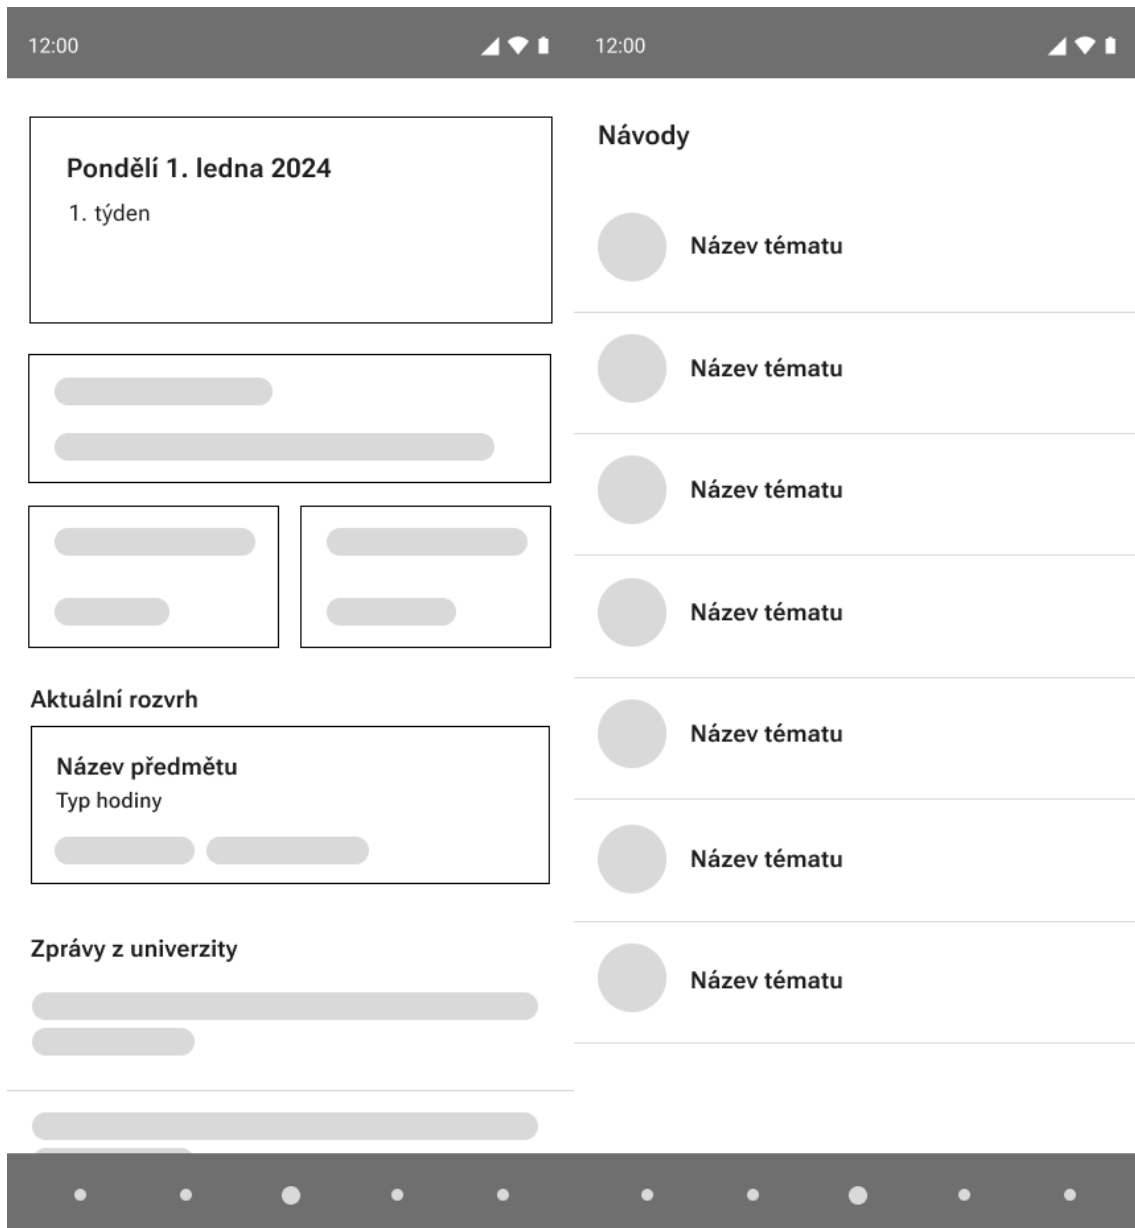 12:00
Pondělí 1. ledna 2024
1. týden
Aktuální rozvrh
Název předmětu
Typ hodiny
Zprávy z univerzity
12:00
Návody
Název tématu
Název tématu
Název tématu
Název tématu
Název tématu
Název tématu
Název tématu